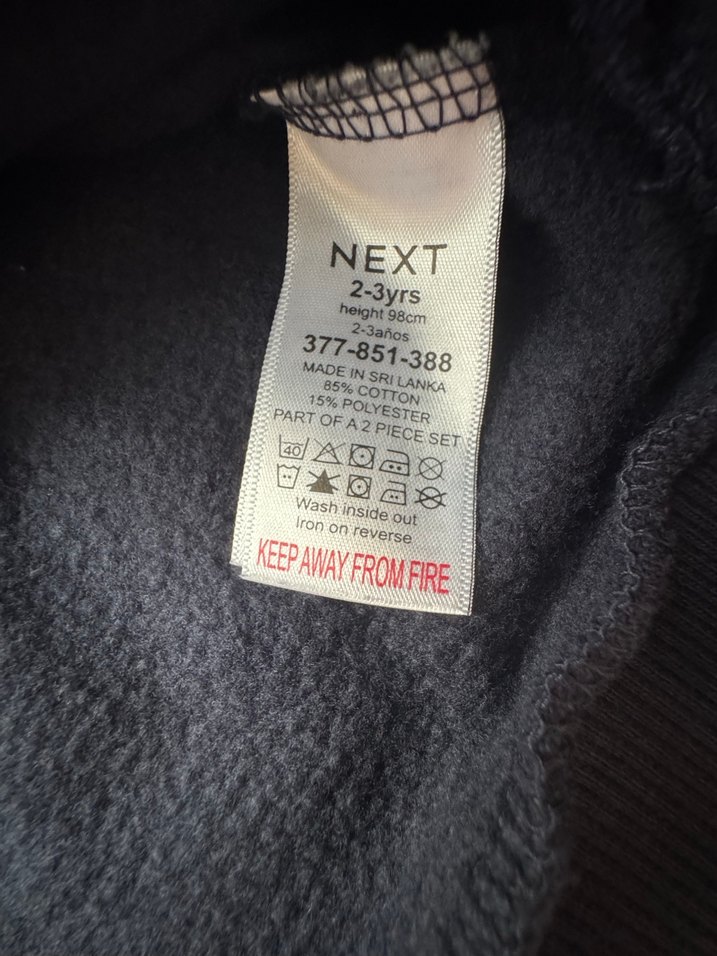 NEXT
2-3yrs
height 98cm
2-3años
377-851-388
MADE IN SRI LANKA
85% COTTON
15% POLYESTER
PART OF A 2 PIECE SET
40
Wash inside out
Iron on reverse
KEEP AWAY FROM FIRE